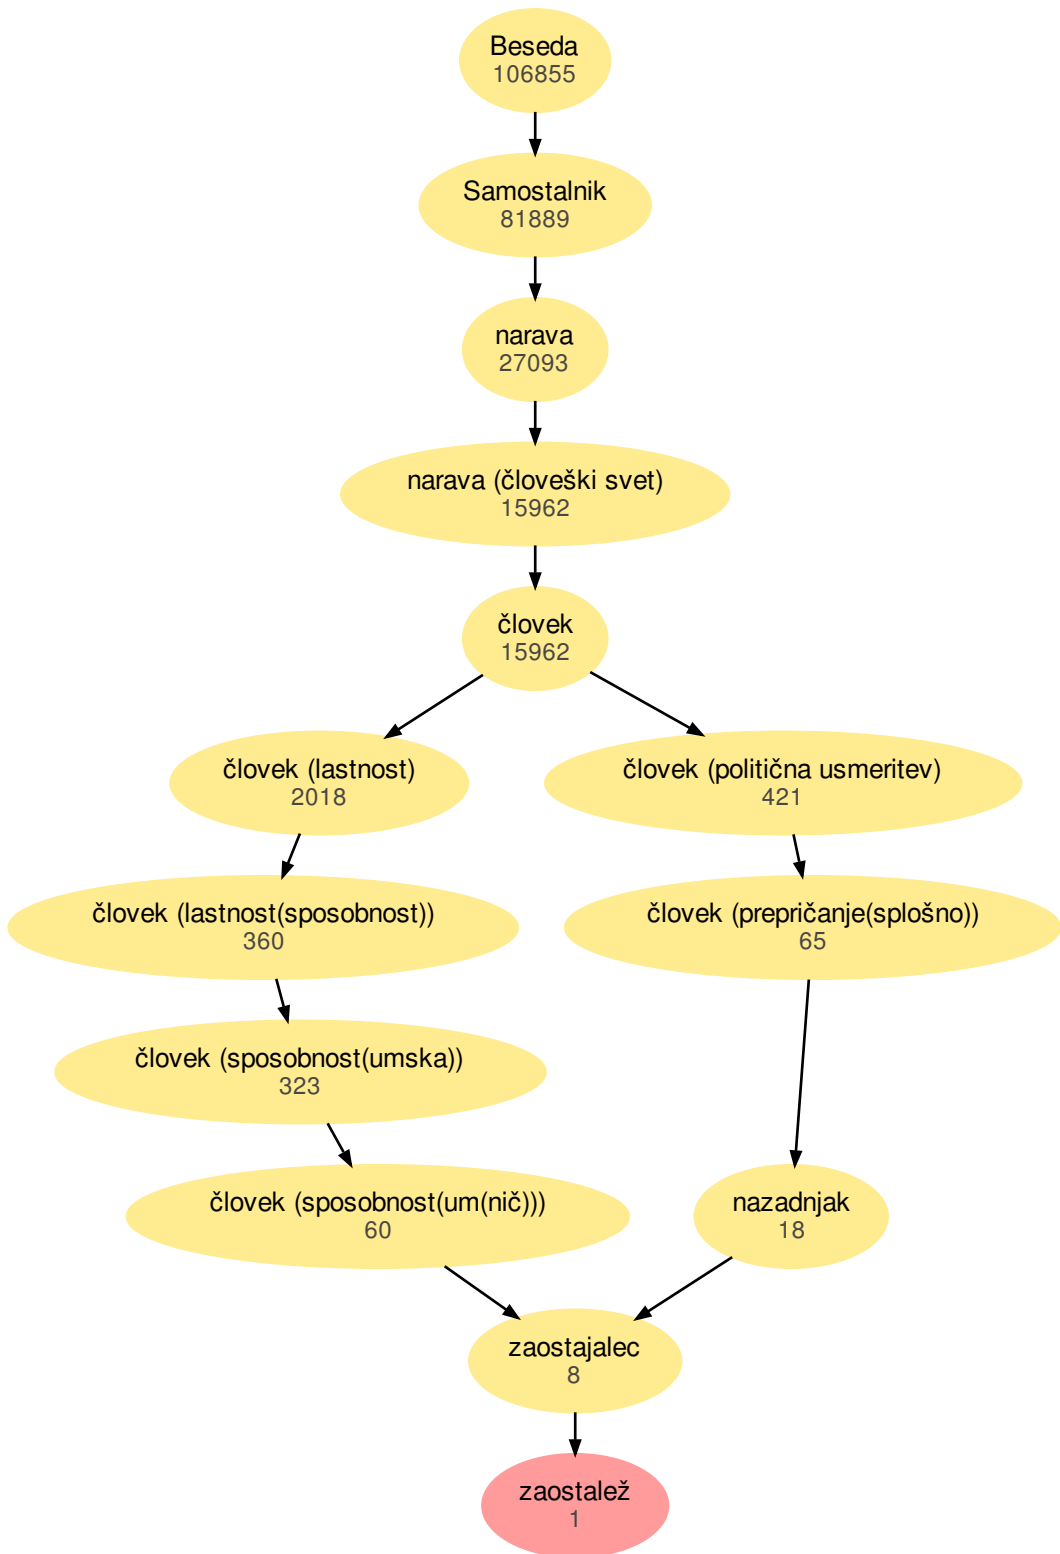 Beseda
106855
Samostalnik
81889
narava
27093
narava (človeški svet)
15962
človek
15962
človek (lastnost)
2018
človek (politična usmeritev)
421
človek (lastnost(sposobnost))
360
človek (prepričanje(splošno))
65
človek (sposobnost(umska))
323
človek (sposobnost(um(nič)))
60
nazadnjak
18
zaostajalec
8
zaostalež
1